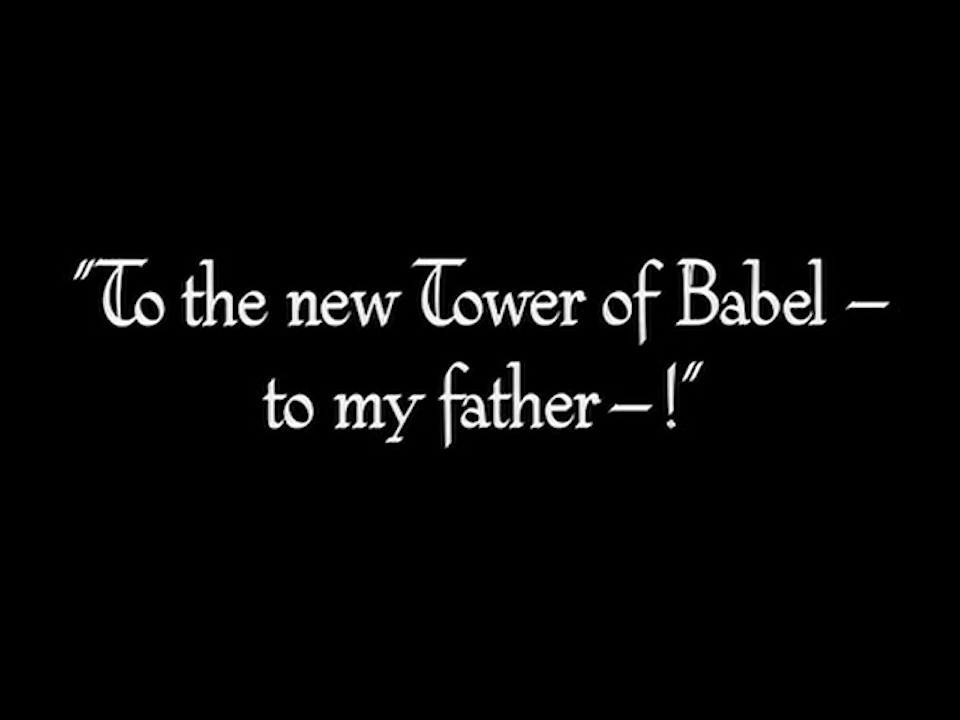 "To the new Tower of Babel —
to my father — !"